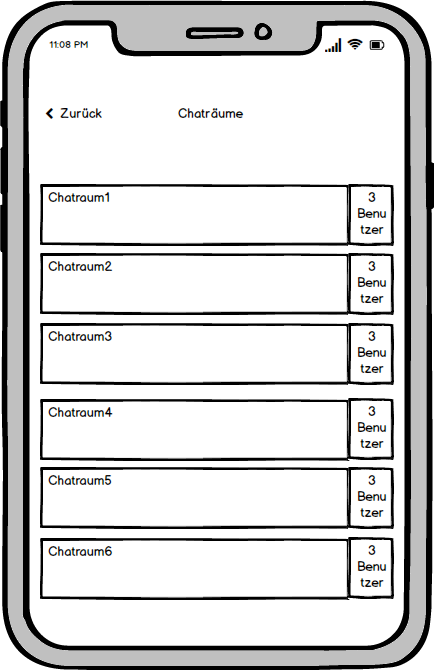 11:08 PM
Zurück Chaträume
Chatraum1
3
Benu
tzer
Chatraum2
3
Benu
tzer
Chatraum3
3
Benu
tzer
Chatraum4
3
Benu
tzer
Chatraum5
3
Benu
tzer
Chatraum6
3
Benu
tzer